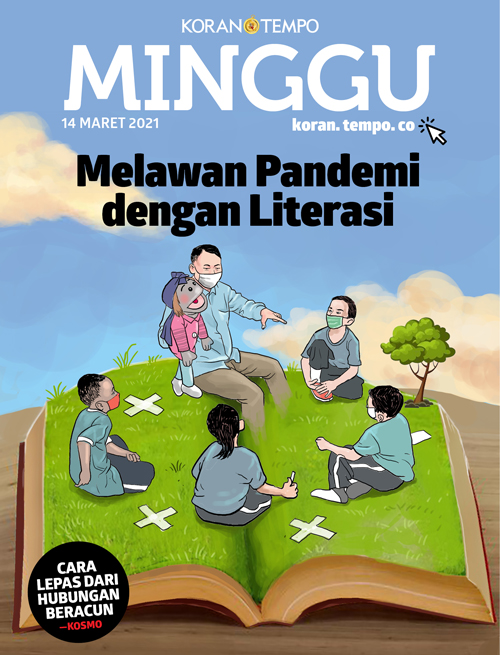 KORAN TEMPO
MINGGU
14 MARET 2021
koran.tempo.co
Melawan Pandemi
dengan Literasi
CARA
LEPAS DARI
HUBUNGAN
BERACUN
—KOSMO